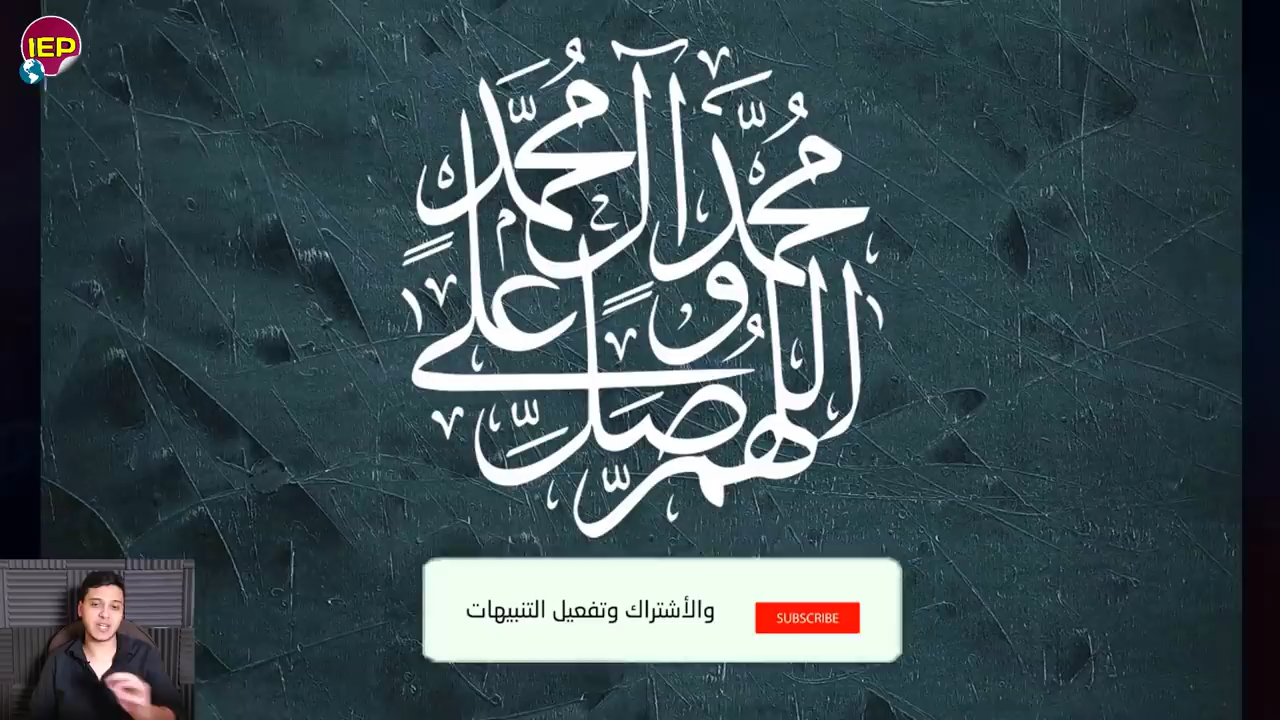 IEP
اللهم صل على
محمد وآل محمد
والأشتراك وتفعيل التنبيهات
SUBSCRIBE